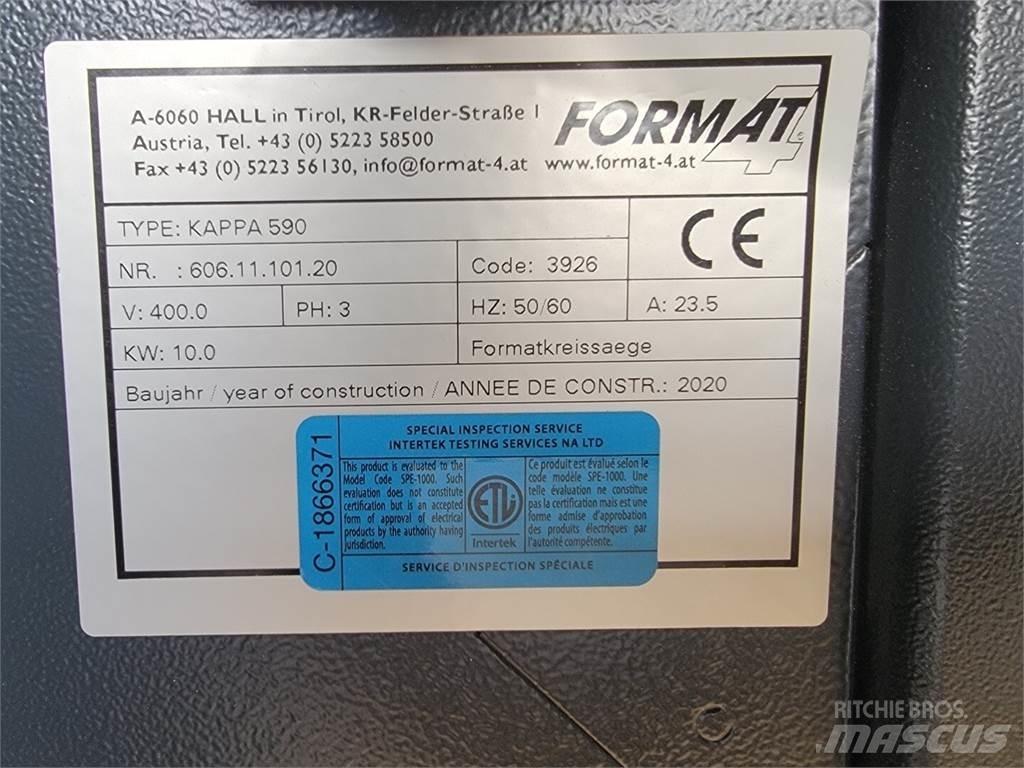 A-6060 HALL in Tirol, KR-Felder-Straße 1
Austria, Tel. +43 (0) 5223 58500
Fax +43 (0) 5223 56130, info@format-4.at
FORMAT 4 ®
www.format-4.at
TYPE: KAPPA 590
CE
NR. : 606.11.101.20 Code: 3926
V: 400.0 PH: 3 HZ: 50/60 A: 23.5
KW: 10.0 Formatkreissaege
Baujahr / year of construction / ANNEE DE CONSTR.: 2020
C-1866371
SPECIAL INSPECTION SERVICE
INTERTEK TESTING SERVICES NA LTD
This product is evaluated to the
Model Code SPE-1000. Such
evaluation does not constitute
certification but is an accepted
form of approval of electrical
products by the authority having
jurisdiction.
ETL
Intertek
Ce produit est évalué selon le
code modèle SPE-1000. Une
telle évaluation ne constitue
pas la certification mais est une
forme admise d'approbation
des produits électriques par
l'autorité compétente.
SERVICE D'INSPECTION SPÉCIALE
RITCHIE BROS.
MASCUS